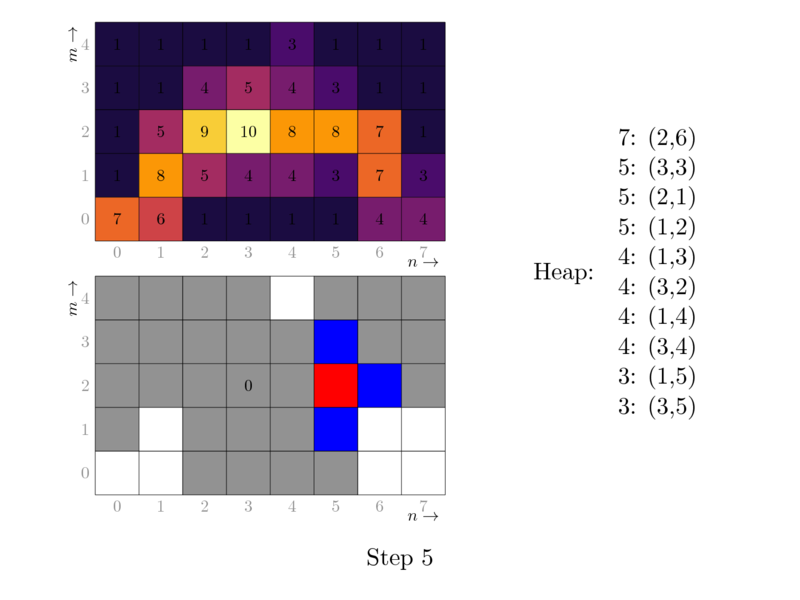 m →
4 1 1 1 1 3 1 1 1
3 1 1 4 5 4 3 1 1
2 1 5 9 10 8 8 7 1
1 1 8 5 4 4 3 7 3
0 7 6 1 1 1 1 4 4
0 1 2 3 4 5 6 7
n →
m →
4
3
2 0
1
0
0 1 2 3 4 5 6 7
n →
Heap:
7: (2,6)
5: (3,3)
5: (2,1)
5: (1,2)
4: (1,3)
4: (3,2)
4: (1,4)
4: (3,4)
3: (1,5)
3: (3,5)
Step 5